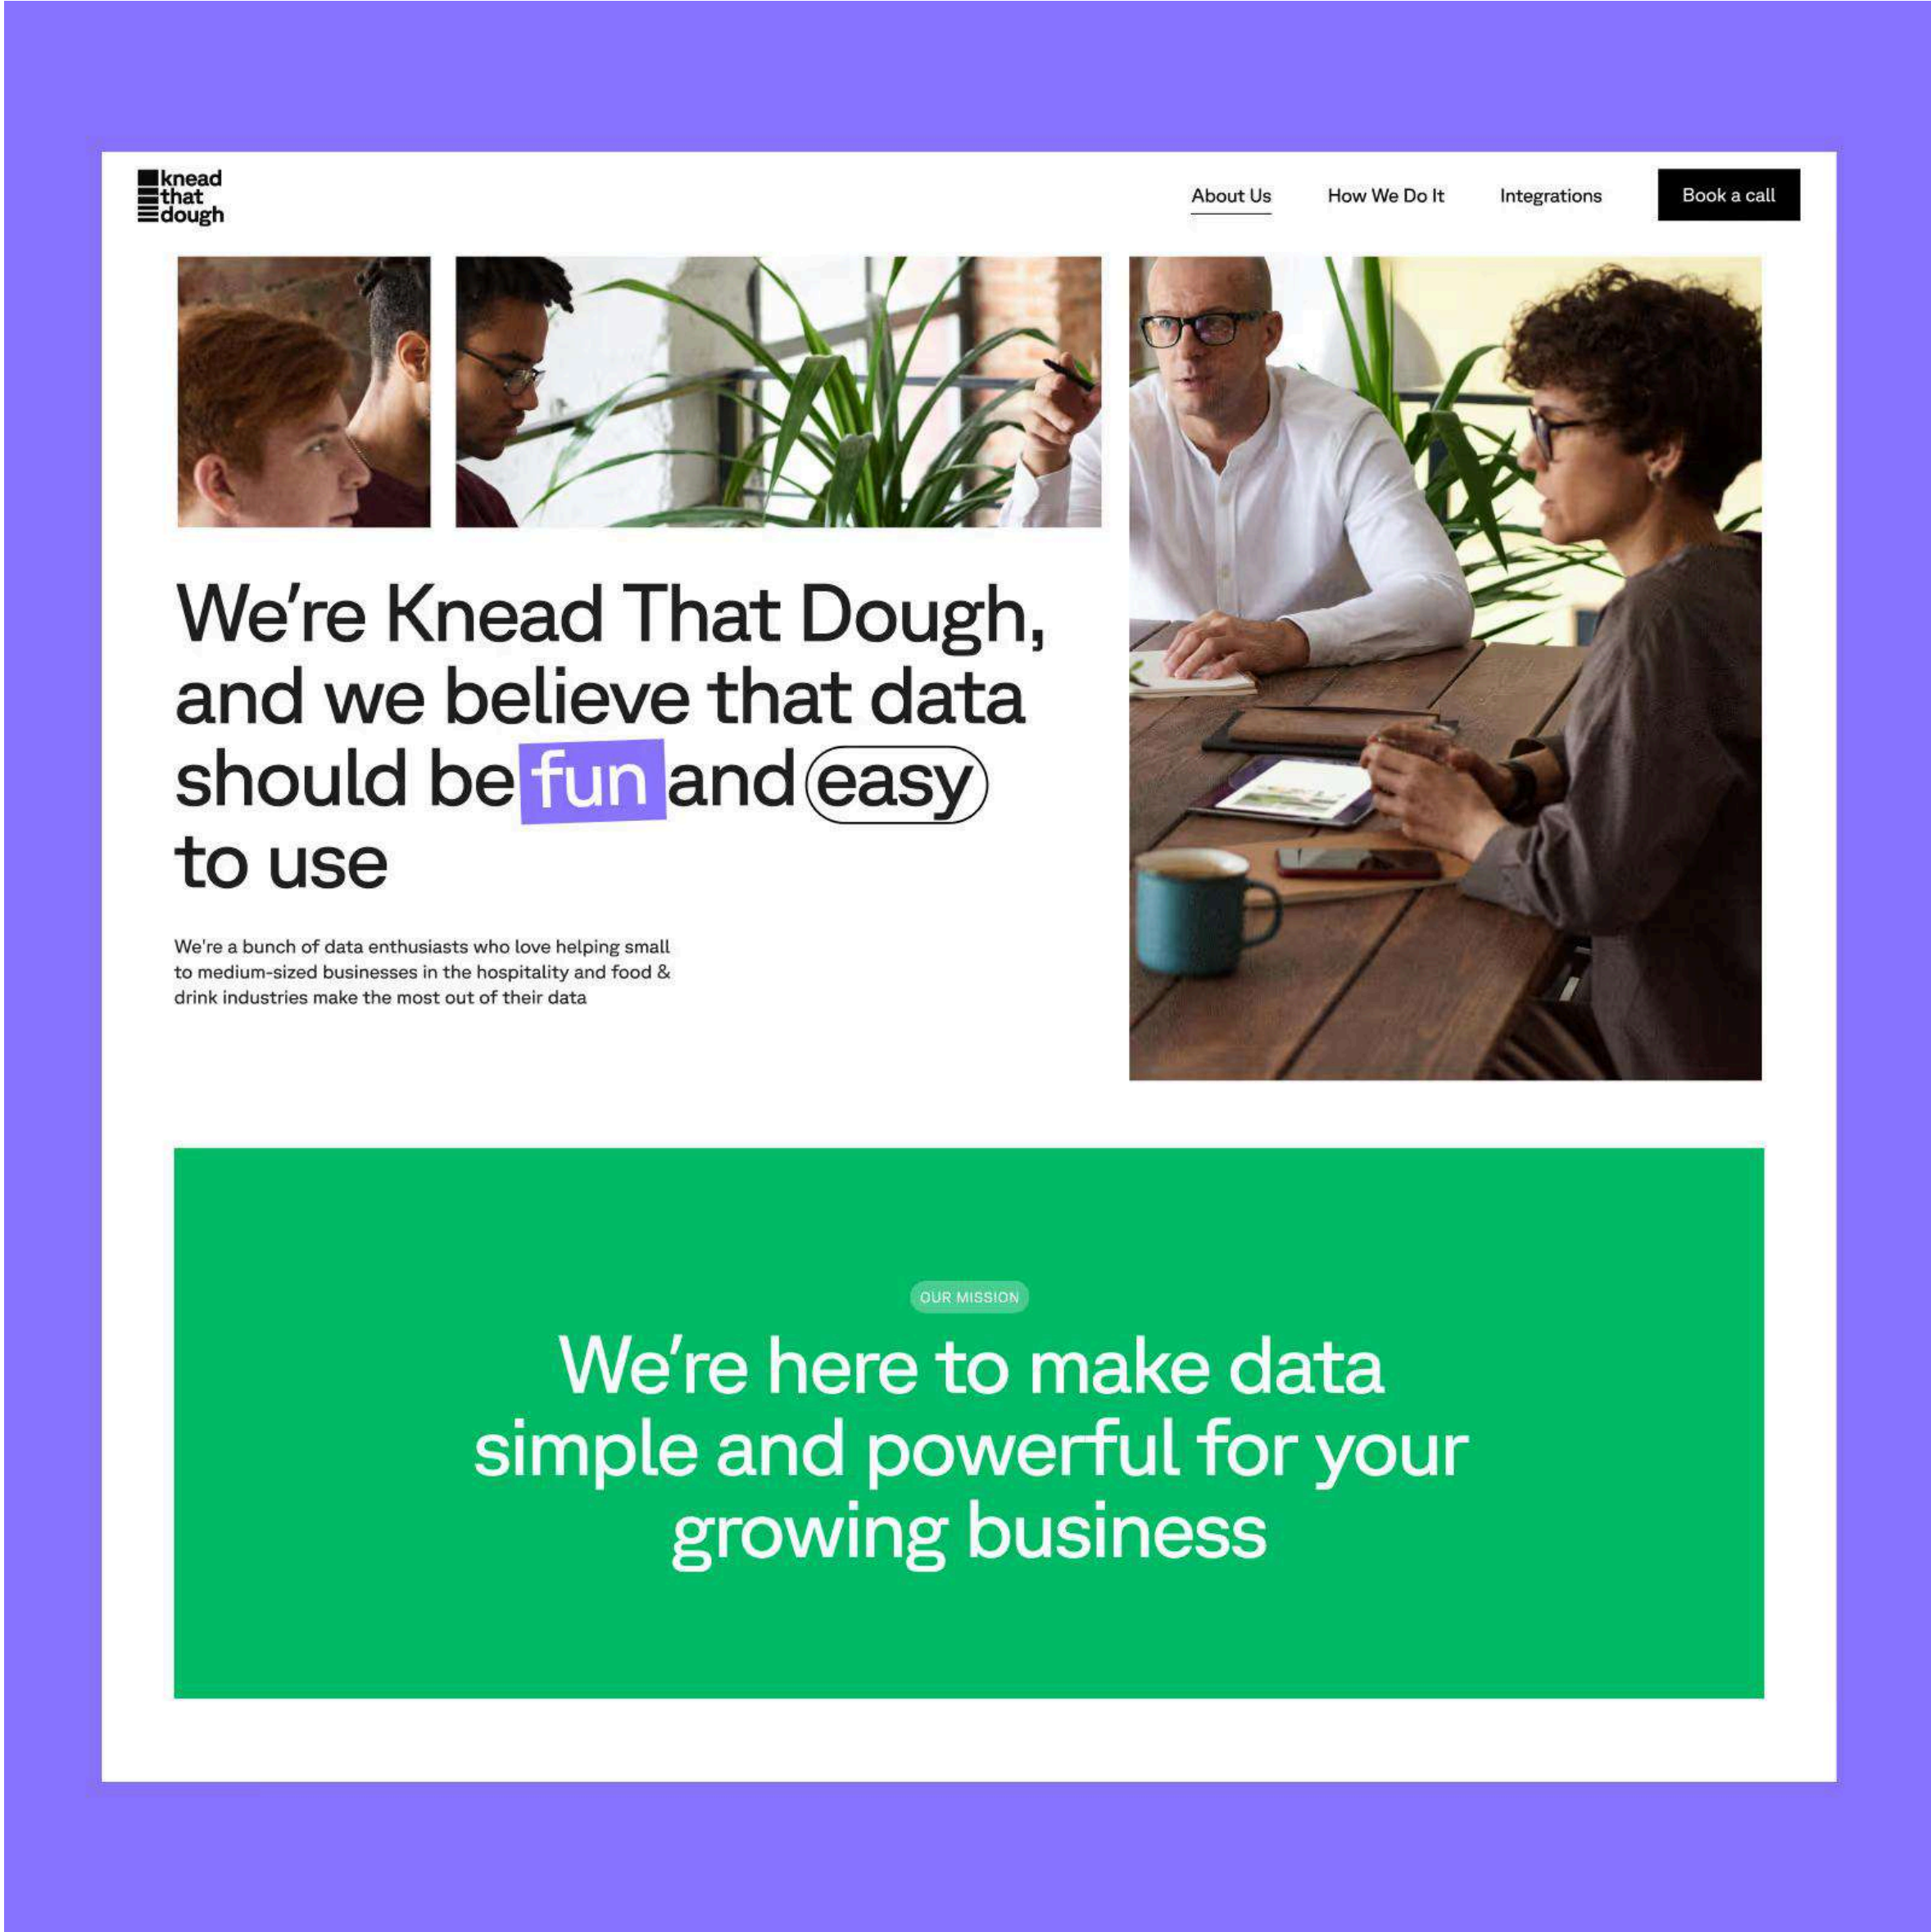 knead
that
dough
About Us
How We Do It
Integrations
Book a call
We're Knead That Dough,
and we believe that data
should be fun and easy
to use
We're a bunch of data enthusiasts who love helping small
to medium-sized businesses in the hospitality and food &
drink industries make the most out of their data
OUR MISSION
We're here to make data
simple and powerful for your
growing business